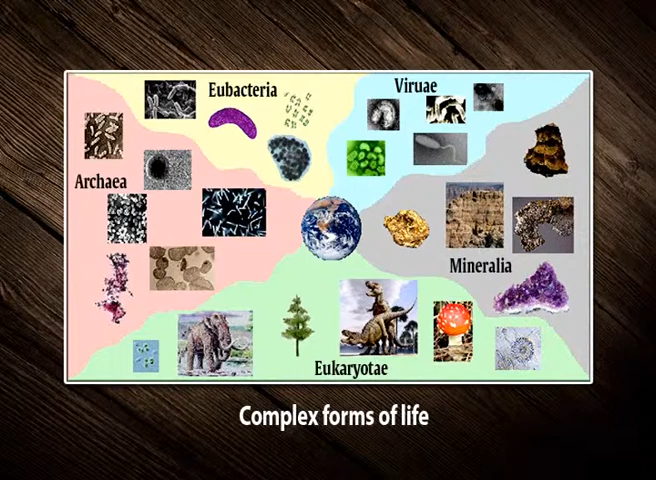 Eubacteria
Viruae
Archaea
Mineralia
Eukaryotae
Complex forms of life